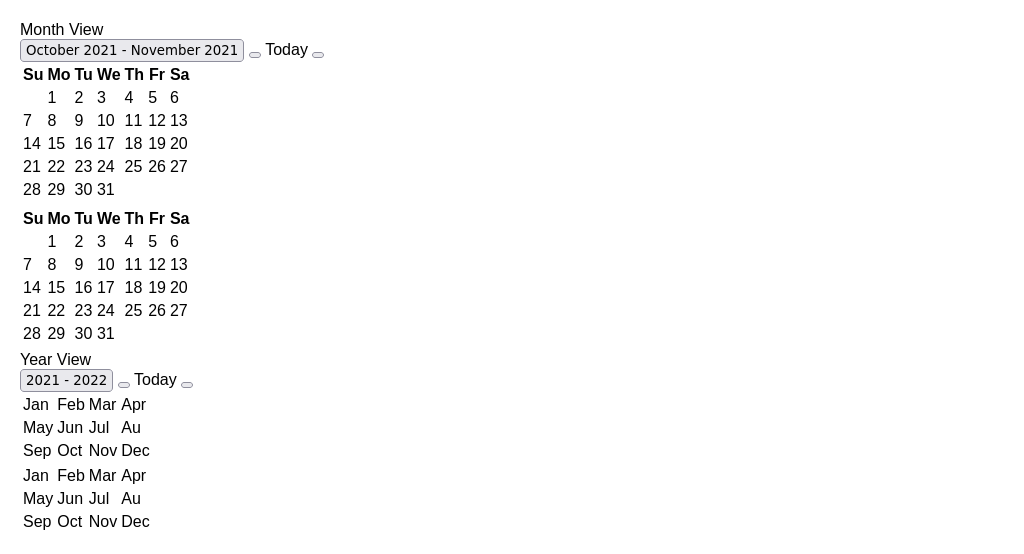 Month View
October 2021 - November 2021 Today
Su Mo Tu We Th Fr Sa
1 2 3 4 5 6
7 8 9 10 11 12 13
14 15 16 17 18 19 20
21 22 23 24 25 26 27
28 29 30 31
Su Mo Tu We Th Fr Sa
1 2 3 4 5 6
7 8 9 10 11 12 13
14 15 16 17 18 19 20
21 22 23 24 25 26 27
28 29 30 31
Year View
2021 - 2022 Today
Jan Feb Mar Apr
May Jun Jul Au
Sep Oct Nov Dec
Jan Feb Mar Apr
May Jun Jul Au
Sep Oct Nov Dec